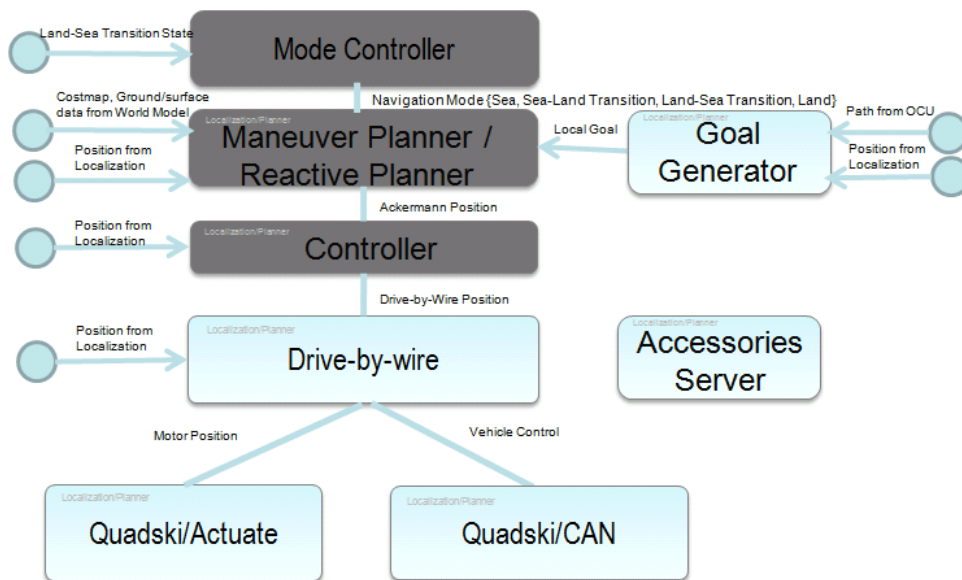 Land-Sea Transition State
Mode Controller
Costmap, Ground/surface
data from World Model
Navigation Mode {Sea, Sea-Land Transition, Land-Sea Transition, Land}
Localization/Planner
Maneuver Planner /
Reactive Planner
Position from
Localization
Local Goal
Localization/Planner
Goal
Generator
Path from OCU
Position from
Localization
Ackermann Position
Position from
Localization
Localization/Planner
Controller
Drive-by-Wire Position
Position from
Localization
Localization/Planner
Drive-by-wire
Localization/Planner
Accessories
Server
Motor Position
Vehicle Control
Localization/Planner
Quadski/Actuate
Localization/Planner
Quadski/CAN